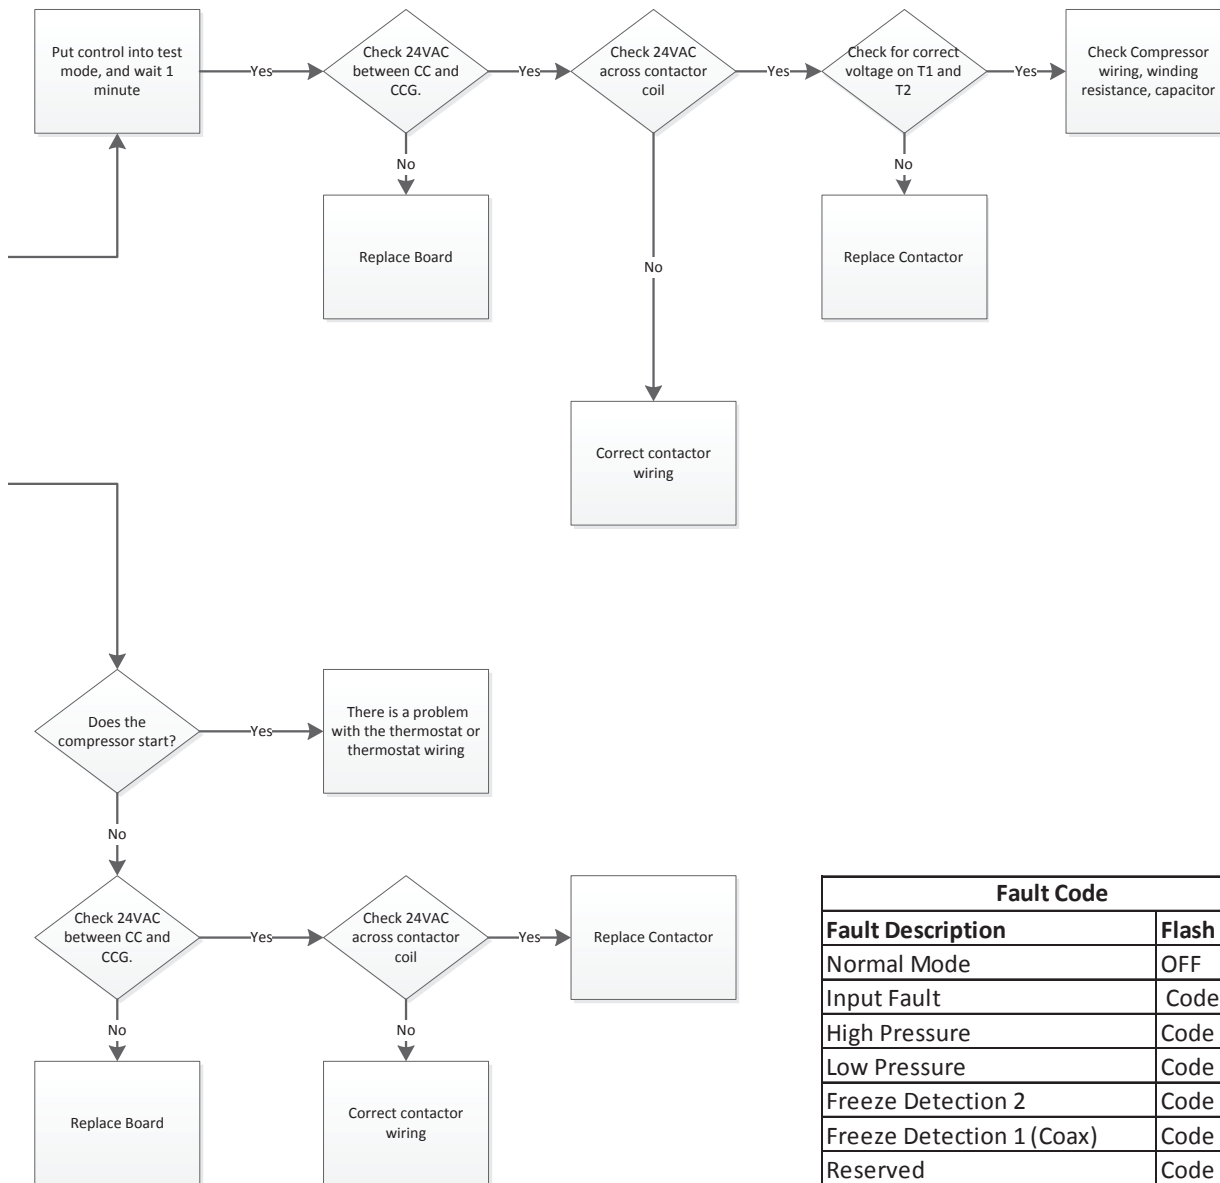 Put control into test
mode, and wait 1
minute
Yes
Check 24VAC
between CC and
CCG.
Yes
Check 24VAC
across contactor
coil
Yes
Check for correct
voltage on T1 and
T2
Yes
Check Compressor
wiring, winding
resistance, capacitor
No
Replace Board
No
Correct contactor
wiring
No
Replace Contactor
Does the
compressor start?
Yes
There is a problem
with the thermostat or
thermostat wiring
No
Check 24VAC
between CC and
CCG.
Yes
Check 24VAC
across contactor
coil
Yes
Replace Contactor
No
Replace Board
No
Correct contactor
wiring
Fault Code
Fault Description Flash
Normal Mode OFF
Input Fault Code
High Pressure Code
Low Pressure Code
Freeze Detection 2 Code
Freeze Detection 1 (Coax) Code
Reserved Code